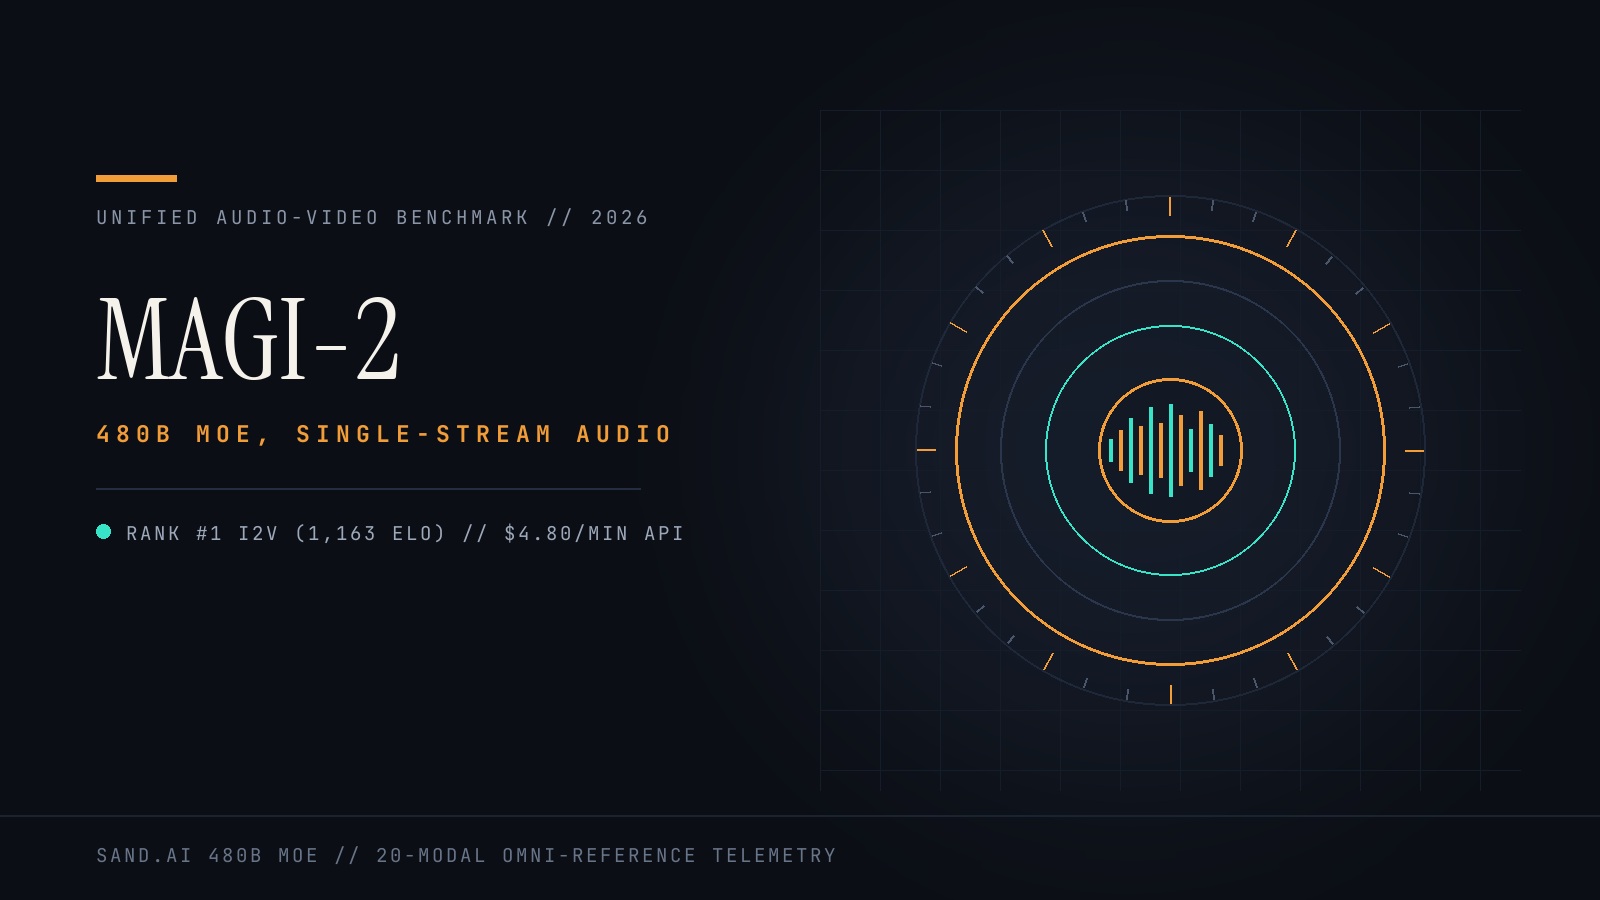 UNIFIED AUDIO-VIDEO BENCHMARK // 2026
MAGI-2
480B MOE, SINGLE-STREAM AUDIO
RANK #1 I2V (1,163 ELO) // $4.80/MIN API
SAND.AI 480B MOE // 20-MODAL OMNI-REFERENCE TELEMETRY